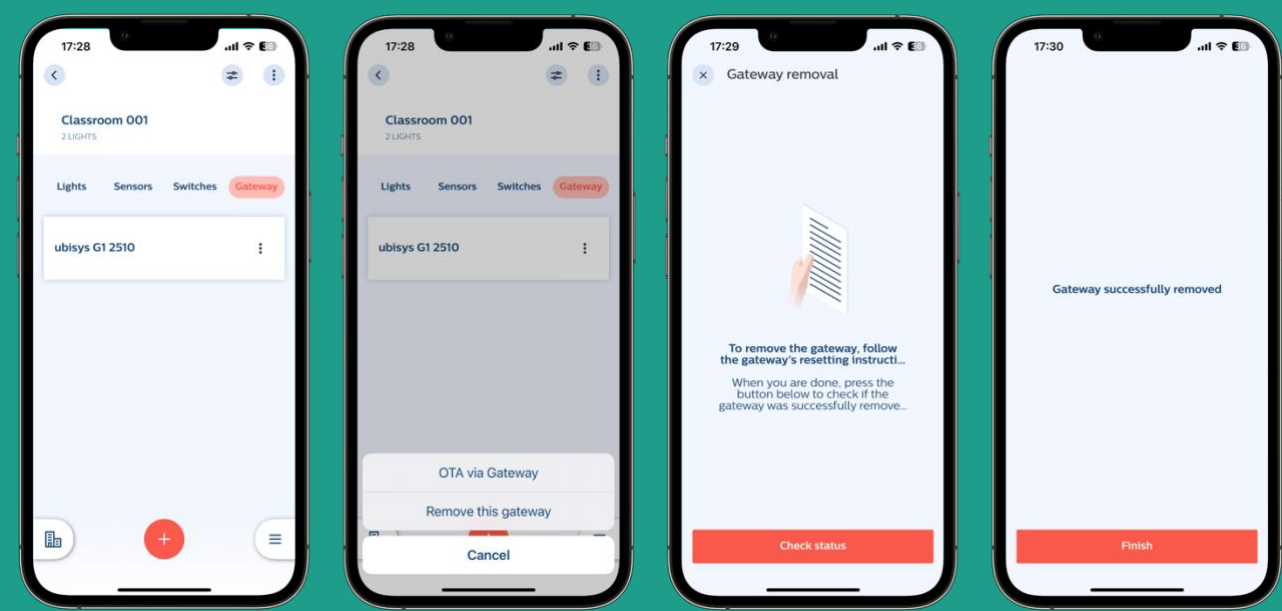 17:28
Classroom 001
2 LIGHTS
Lights Sensors Switches Gateway
ubisys G1 2510
17:28
Classroom 001
2 LIGHTS
Lights Sensors Switches Gateway
ubisys G1 2510
OTA via Gateway
Remove this gateway
Cancel
17:29
Gateway removal
To remove the gateway, follow
the gateway's resetting instructi...
When you are done, press the
button below to check if the
gateway was successfully remove...
Check status
17:30
Gateway successfully removed
Finish